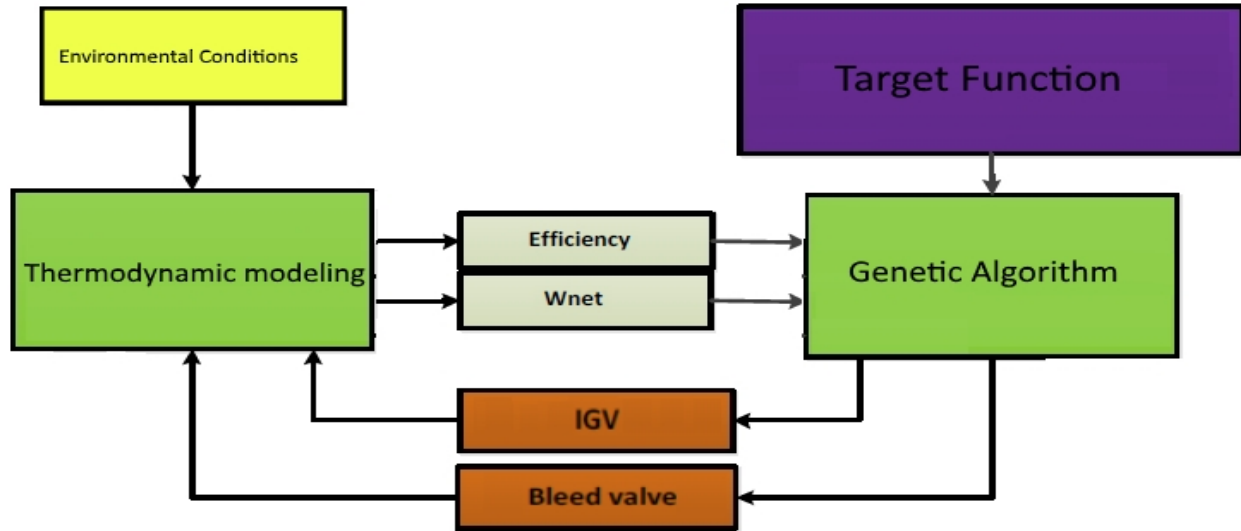 Environmental Conditions
Target Function
Thermodynamic modeling
Efficiency
Wnet
Genetic Algorithm
IGV
Bleed valve